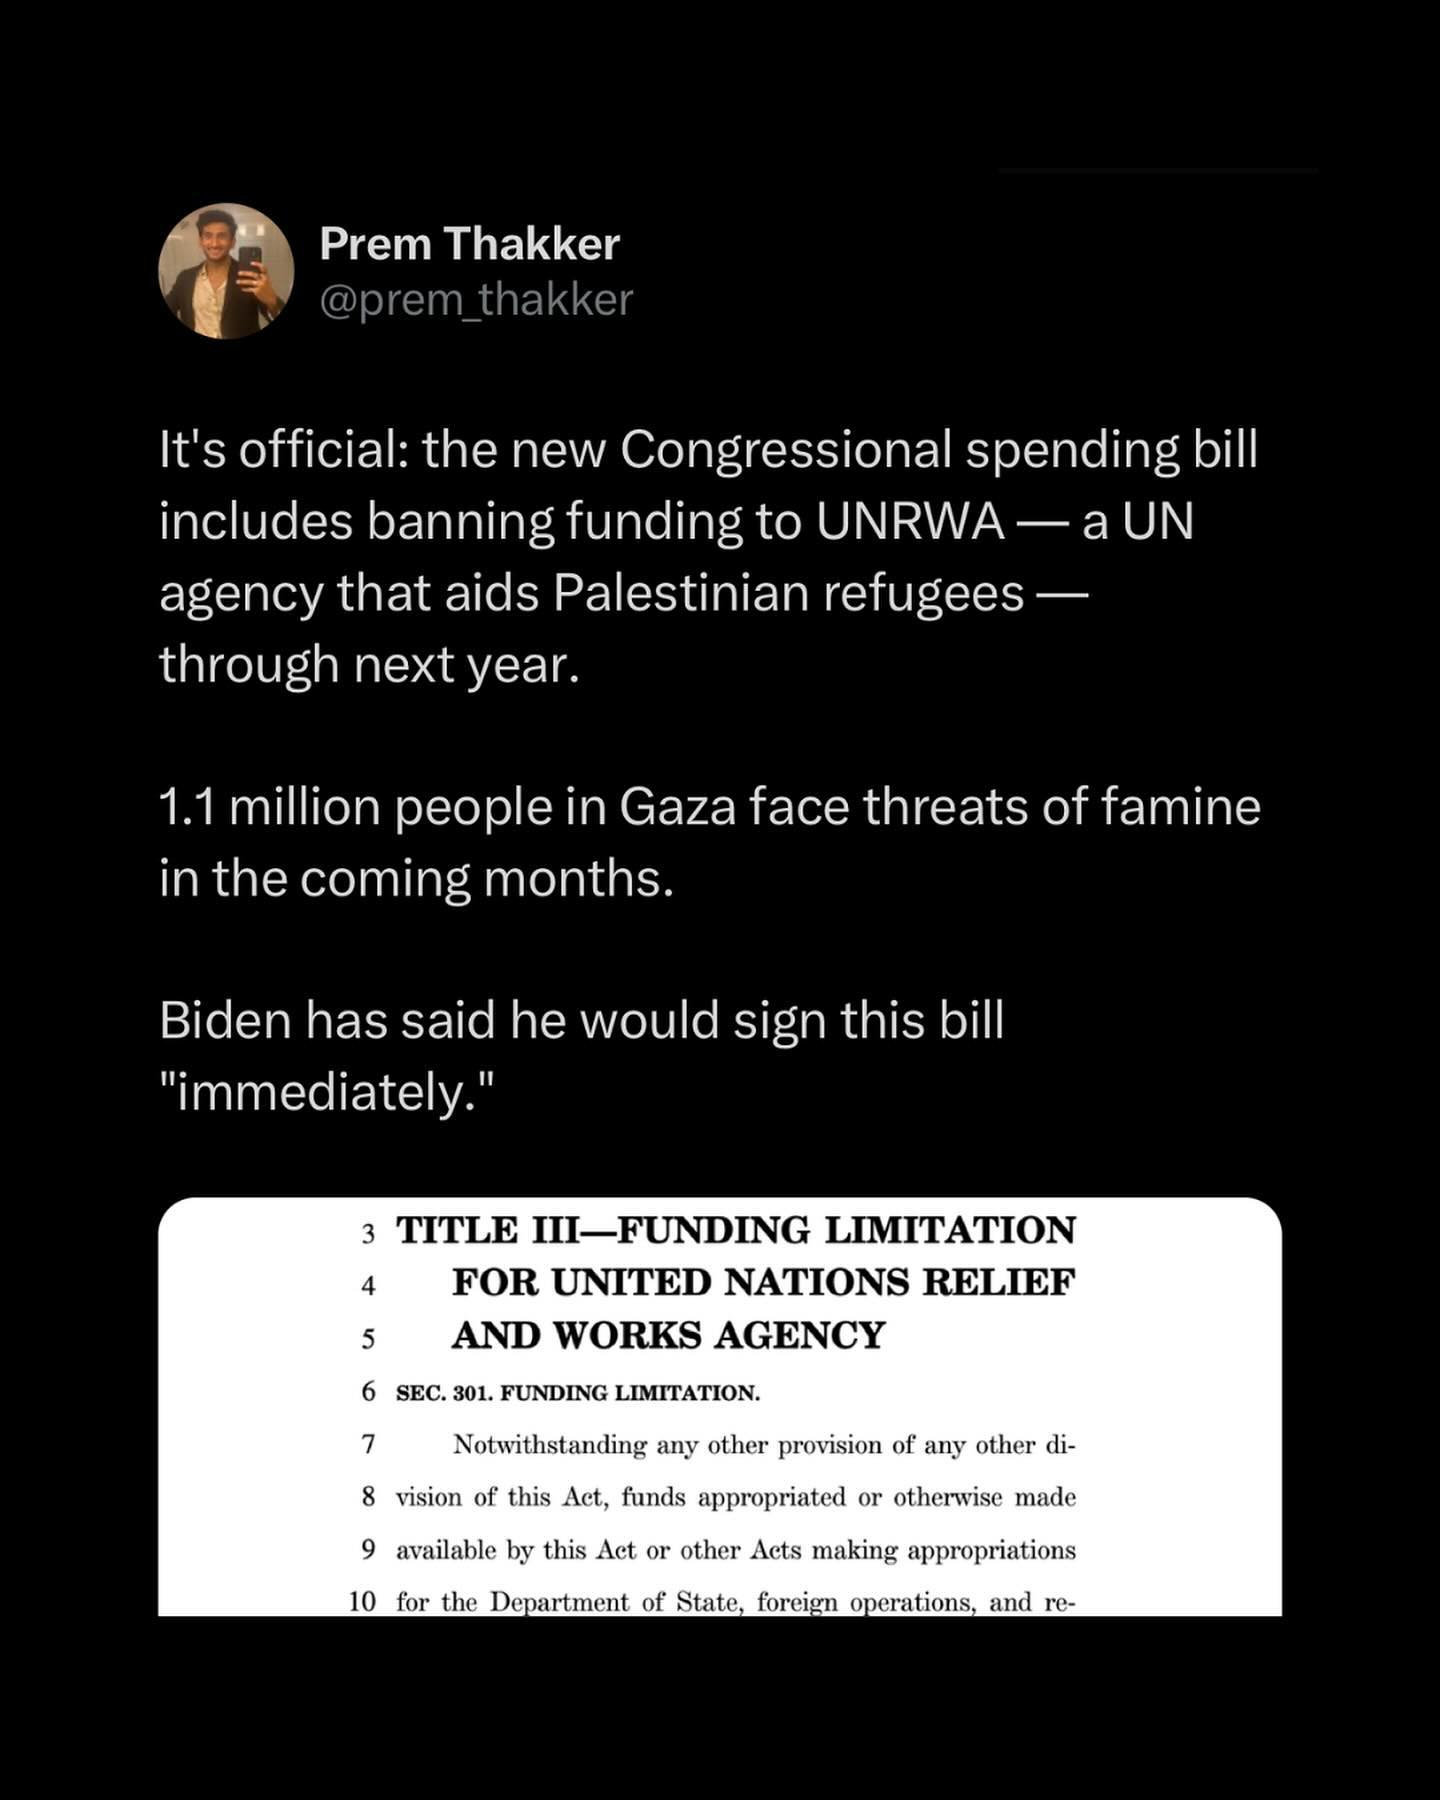 Prem Thakker
@prem_thakker
It's official: the new Congressional spending bill
includes banning funding to UNRWA — a UN
agency that aids Palestinian refugees —
through next year.
1.1 million people in Gaza face threats of famine
in the coming months.
Biden has said he would sign this bill
"immediately."
3 TITLE III—FUNDING LIMITATION
4 FOR UNITED NATIONS RELIEF
5 AND WORKS AGENCY
6 SEC. 301. FUNDING LIMITATION.
7 Notwithstanding any other provision of any other di-
8 vision of this Act, funds appropriated or otherwise made
9 available by this Act or other Acts making appropriations
10 for the Department of State, foreign operations, and re-